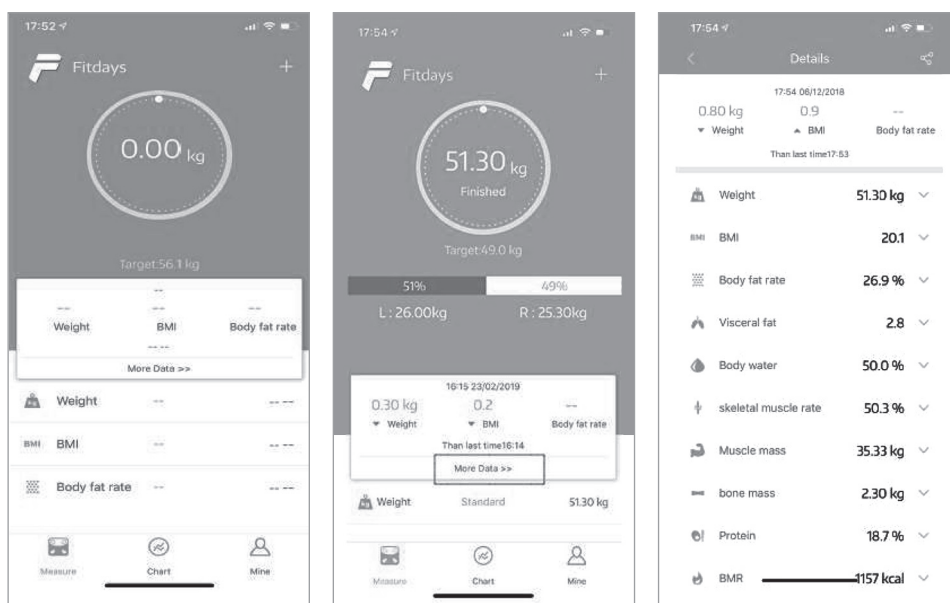 17:52
Fitdays
+
0.00 kg
Target:56.1 kg
--
-- -- --
Weight BMI Body fat rate
-- --
More Data >>
Weight -- -- --
BMI BMI -- -- --
Body fat rate -- -- --
Measure Chart Mine
17:54
Fitdays
+
51.30 kg
Finished
Target:49.0 kg
51% 49%
L : 26.00kg R : 25.30kg
16:15 23/02/2019
0.30 kg 0.2 --
Weight BMI Body fat rate
Than last time16:14
More Data >>
Weight Standard 51.30 kg
Measure Chart Mine
17:54
Details
17:54 06/12/2018
0.80 kg 0.9 --
Weight BMI Body fat rate
Than last time17:53
Weight 51.30 kg
BMI BMI 20.1
Body fat rate 26.9 %
Visceral fat 2.8
Body water 50.0 %
skeletal muscle rate 50.3 %
Muscle mass 35.33 kg
bone mass 2.30 kg
Protein 18.7 %
BMR 1157 kcal